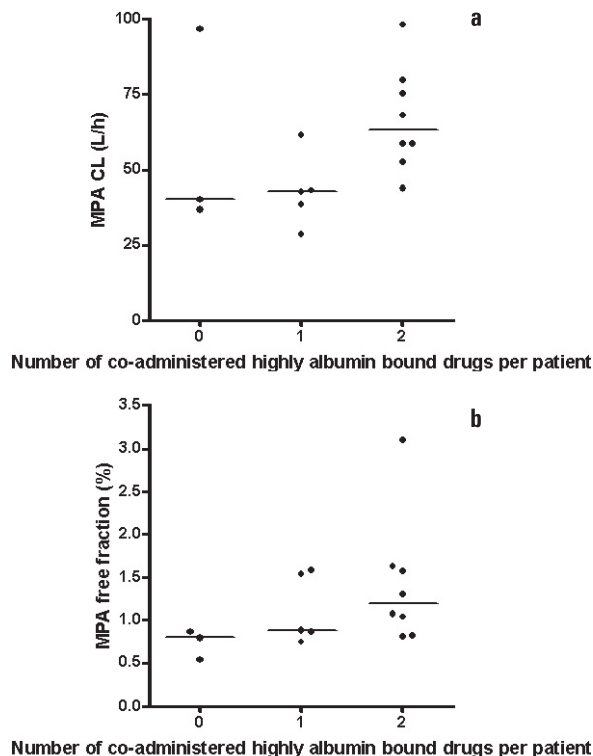 a
100
75
50
25
0
MPA CL (L/h)
0 1 2
Number of co-administered highly albumin bound drugs per patient
b
3.5
3.0
2.5
2.0
1.5
1.0
0.5
0.0
MPA free fraction (%)
0 1 2
Number of co-administered highly albumin bound drugs per patient